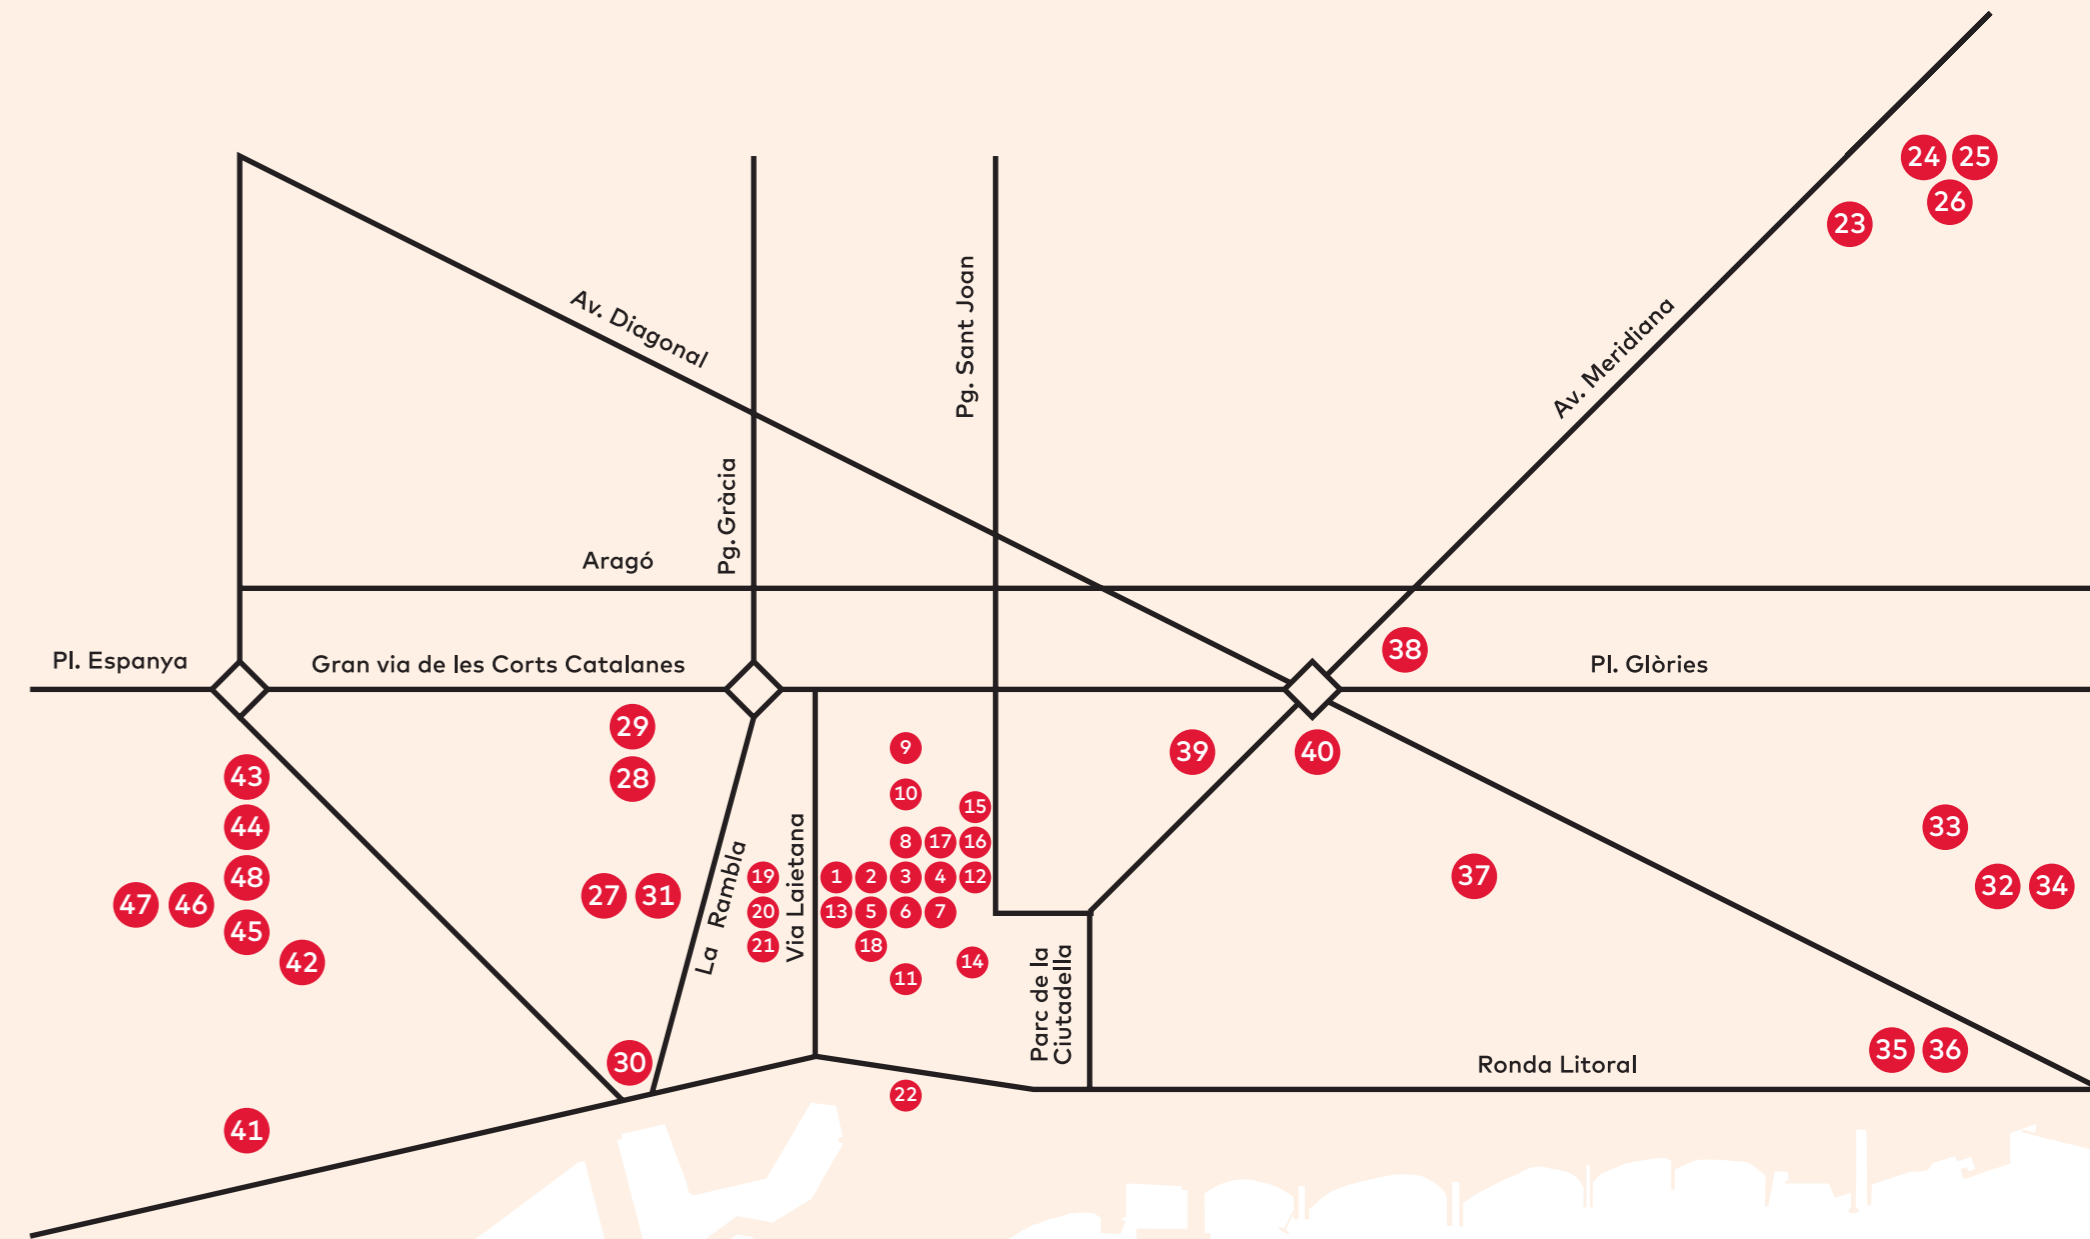 24 25
26
23
Av. Diagonal
Pg. Sant Joan
Av. Meridiana
Pg. Gràcia
Aragó
Pl. Espanya
Gran via de les Corts Catalanes
38
Pl. Glòries
29
28
9
10
15
39
40
43
44
48
47 46
45
42
27 31
La Rambla
19
20
21
Via Laietana
8 17 16
1 2 3 4 12
13 5 6 7
18
14
11
Parc de la
Ciutadella
37
33
32 34
30
22
Ronda Litoral
35 36
41